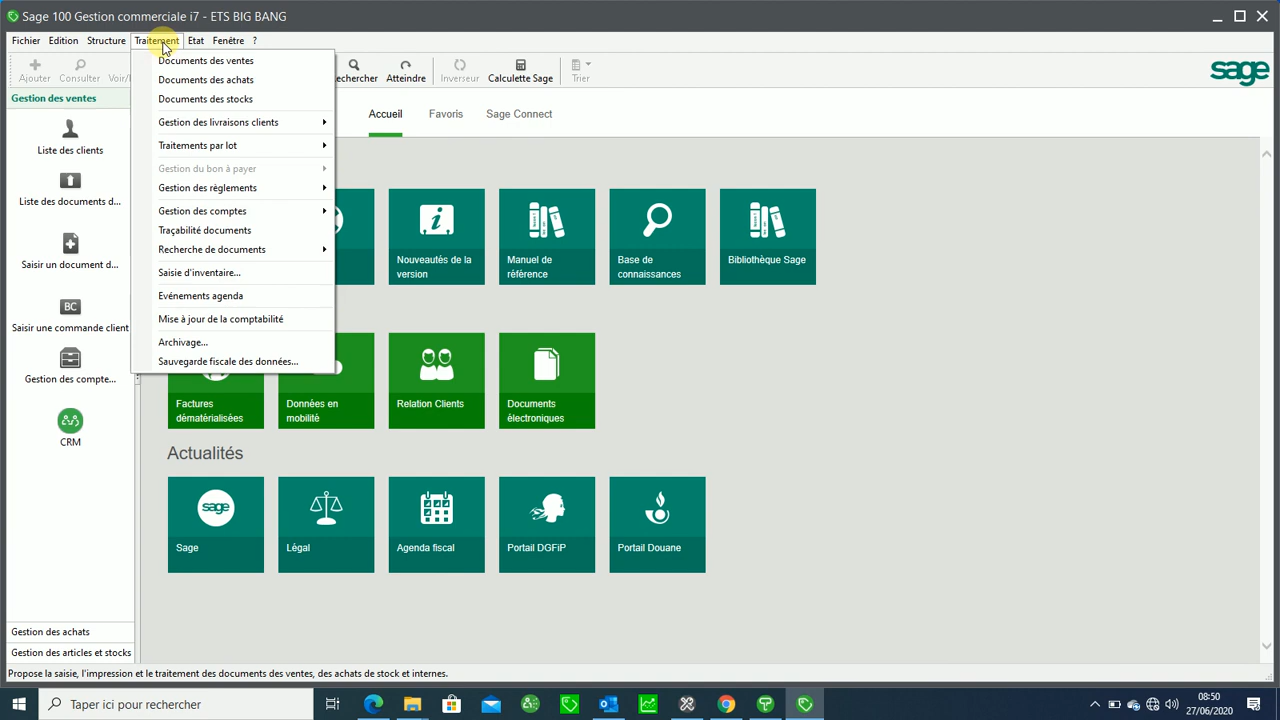 Sage 100 Gestion commerciale i7 - ETS BIG BANG
Fichier Edition Structure Traitement Etat Fenêtre ?
Ajouter Consulter Rechercher Atteindre Inverseur Calculette Sage Trier
sage
Gestion des ventes
Liste des clients
Liste des documents d...
Saisir un document d...
BC
Saisir une commande client
Gestion des compte...
CRM
Gestion des achats
Gestion des articles et stocks
Documents des ventes
Documents des achats
Documents des stocks
Gestion des livraisons clients
Traitements par lot
Gestion du bon à payer
Gestion des règlements
Gestion des comptes
Traçabilité documents
Recherche de documents
Saisie d'inventaire...
Evénements agenda
Mise à jour de la comptabilité
Archivage...
Sauvegarde fiscale des données...
Accueil Favoris Sage Connect
Nouveautés de la
version
Manuel de
référence
Base de
connaissances
Bibliothèque Sage
Factures
dématérialisées
Données en
mobilité
Relation Clients
Documents
électroniques
Actualités
sage
Sage
Légal
Agenda fiscal
Portail DGFiP
Portail Douane
Propose la saisie, l'impression et le traitement des documents des ventes, des achats de stock et internes.
Taper ici pour rechercher
08:50
27/06/2020